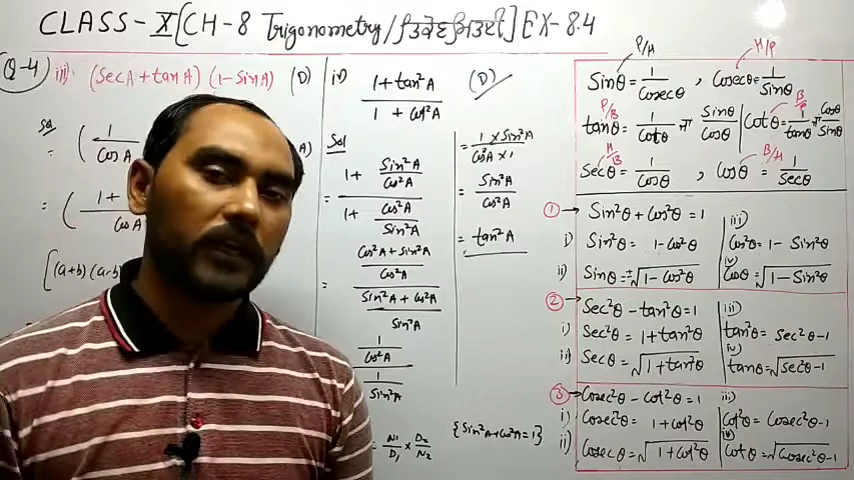 CLASS - X [CH - 8 Trigonometry / ਤਿਕੋਣਮਿਤੀ] EX - 8.4
Q-4
iii) (SecA + tanA) (1 - SinA) (D)
Sol
= ( 1 / CosA
A)
= ( 1 +
CosA
[(a+b)(a-b)
iv) 1 + tan²A / 1 + cot²A (D)
Sol
= 1 + Sin²A / Cos²A
1 + Cos²A / Sin²A
= Cos²A + Sin²A / Cos²A
Sin²A + Cos²A / Sin²A
1 / Cos²A
1 / Sin²A
= N1 / D1 × D2 / N2
{Sin²A + Cos²A = 1}
= 1 × Sin²A / Cos²A × 1
= Sin²A / Cos²A
= tan²A
P/H H/P
Sinθ = 1 / Cosecθ , Cosecθ = 1 / Sinθ
P/B B/P
tanθ = 1 / Cotθ ਜਾਂ Sinθ / Cosθ | Cotθ = 1 / tanθ ਜਾਂ Cosθ / Sinθ
H/B B/H
Secθ = 1 / Cosθ , Cosθ = 1 / Secθ
① → Sin²θ + Cos²θ = 1
i) Sin²θ = 1 - Cos²θ
ii) Sinθ = ±√1 - Cos²θ
iii) Cos²θ = 1 - Sin²θ
iv) Cosθ = √1 - Sin²θ
② → Sec²θ - tan²θ = 1
i) Sec²θ = 1 + tan²θ
ii) Secθ = √1 + tan²θ
iii) tan²θ = Sec²θ - 1
iv) tanθ = √Sec²θ - 1
③ → Cosec²θ - Cot²θ = 1
i) Cosec²θ = 1 + Cot²θ
ii) Cosecθ = √1 + Cot²θ
iii) Cot²θ = Cosec²θ - 1
iv) Cotθ = √Cosec²θ - 1